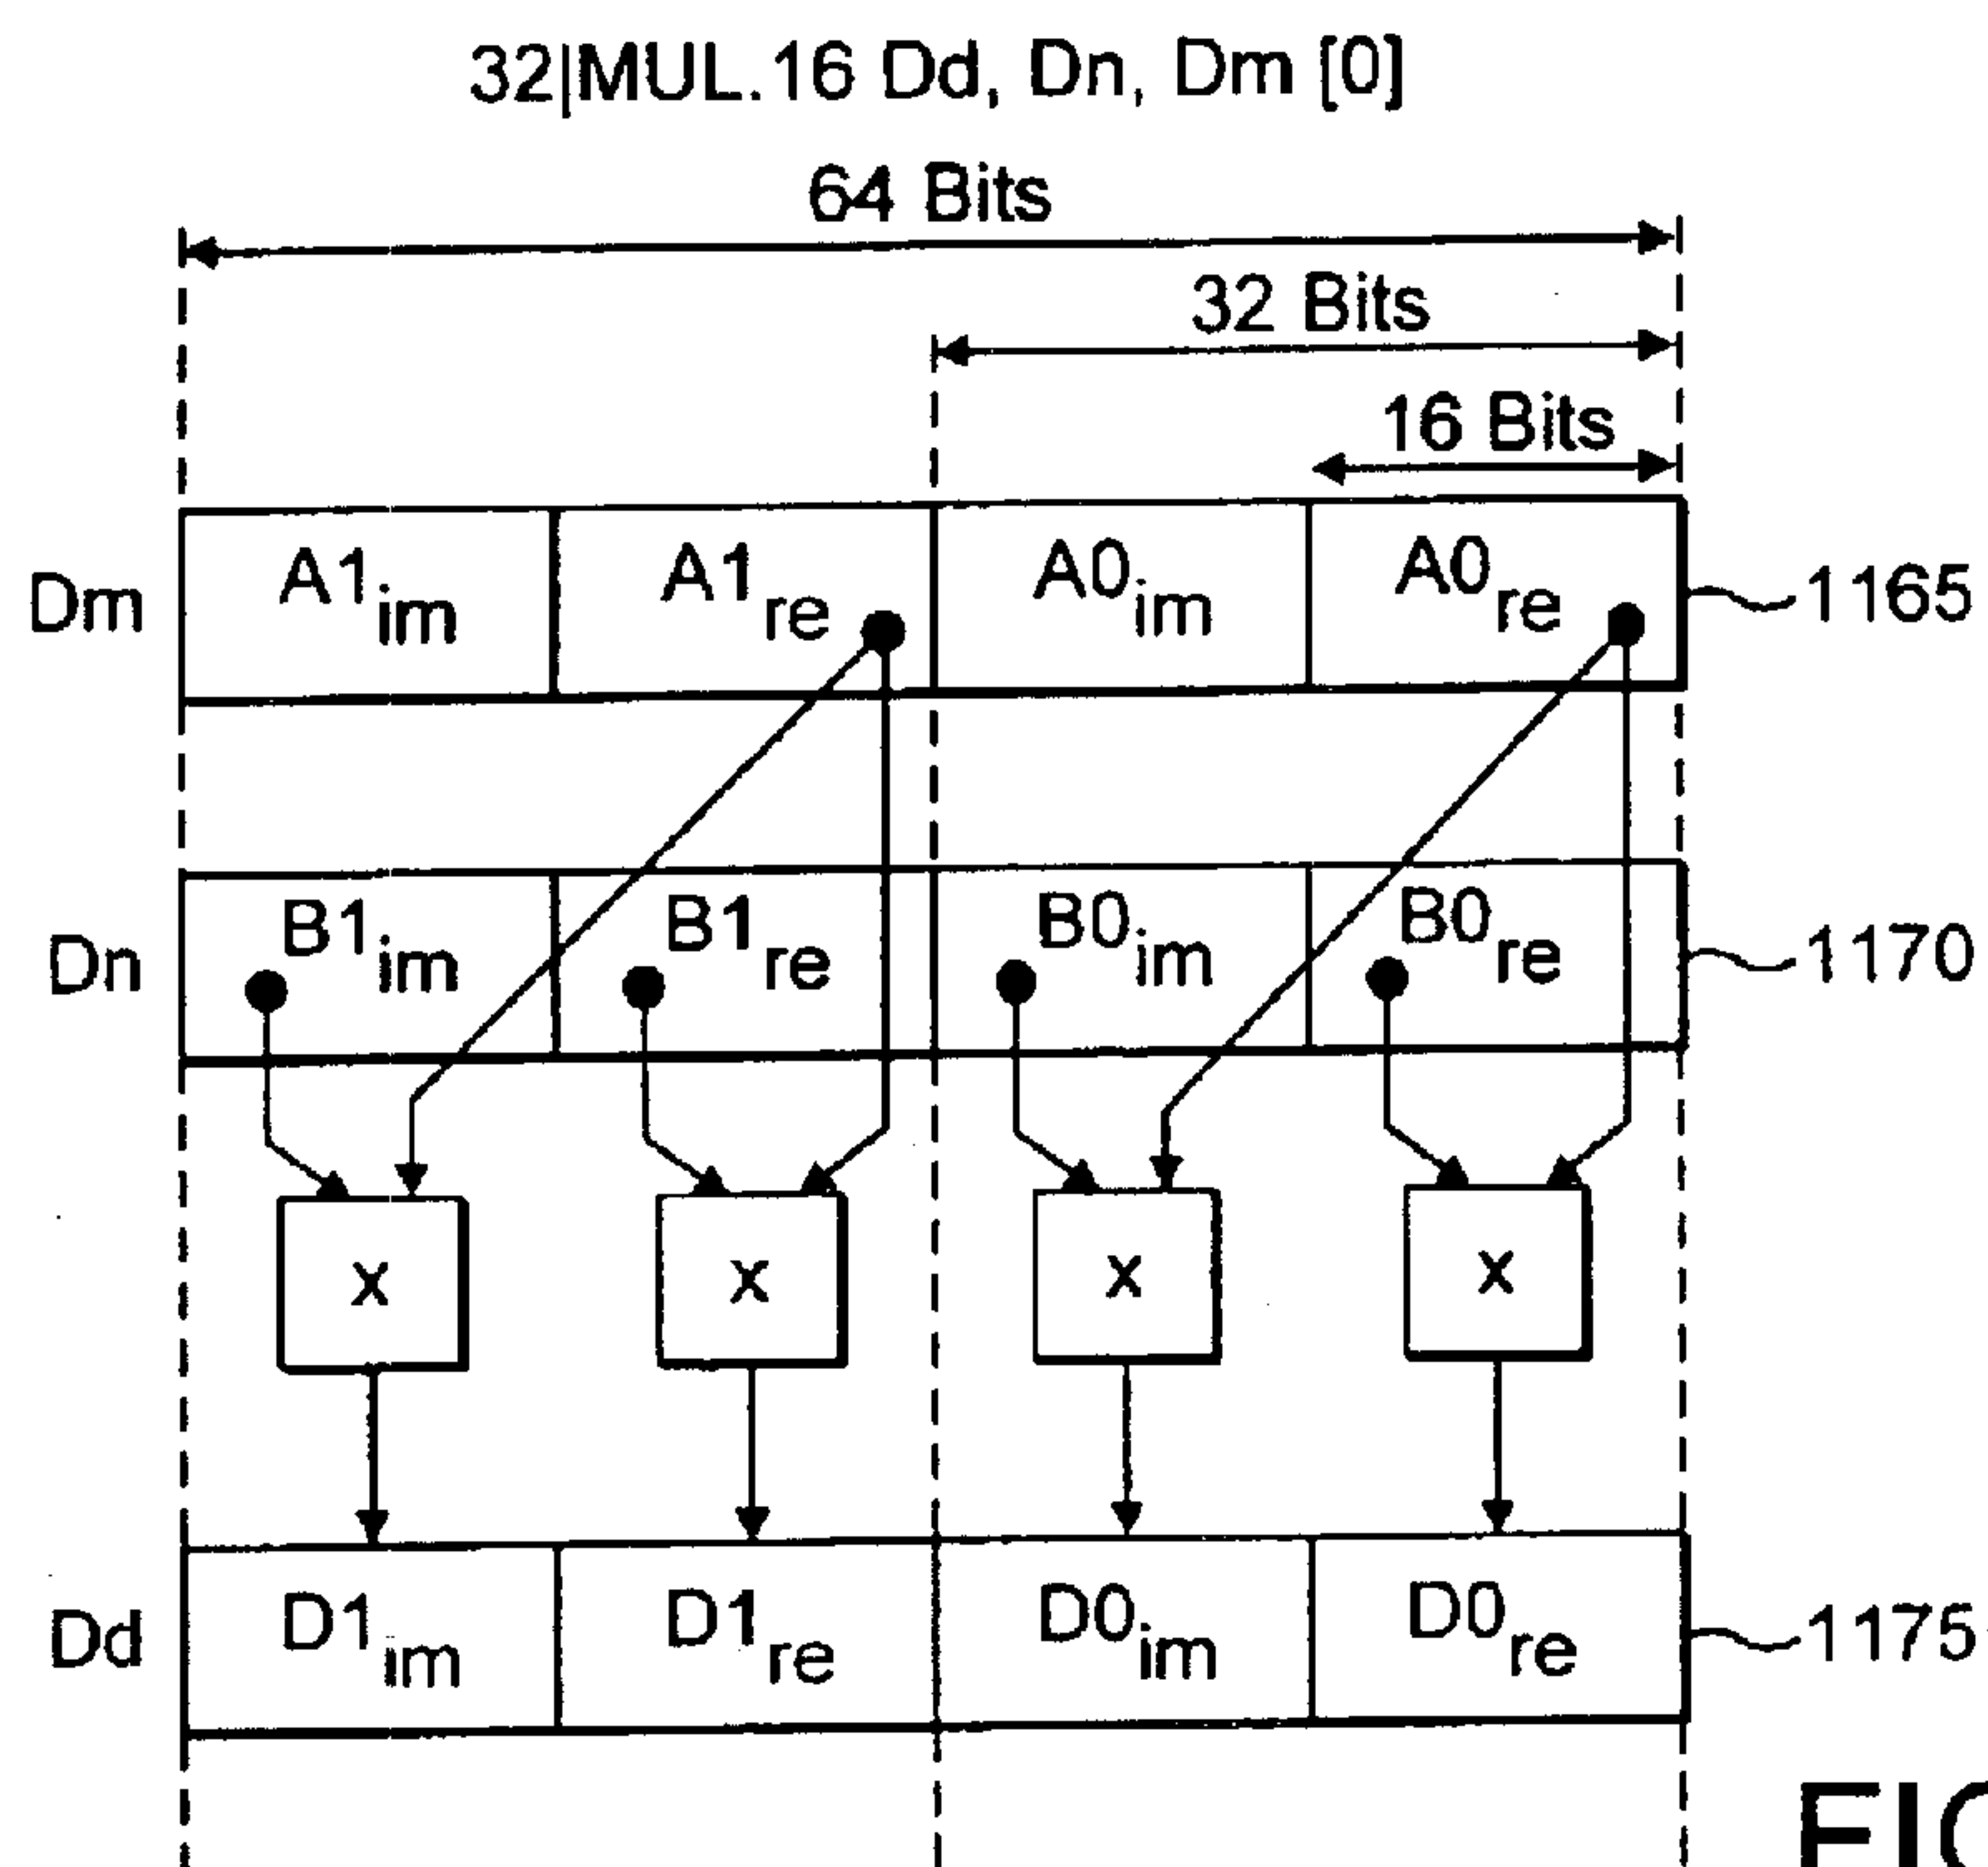 32|MUL.16 Dd, Dn, Dm [0]
64 Bits
32 Bits
16 Bits
Dm A1im A1re A0im A0re 1165
Dn B1im B1re B0im B0re 1170
x x x x
Dd D1im D1re D0im D0re 1175